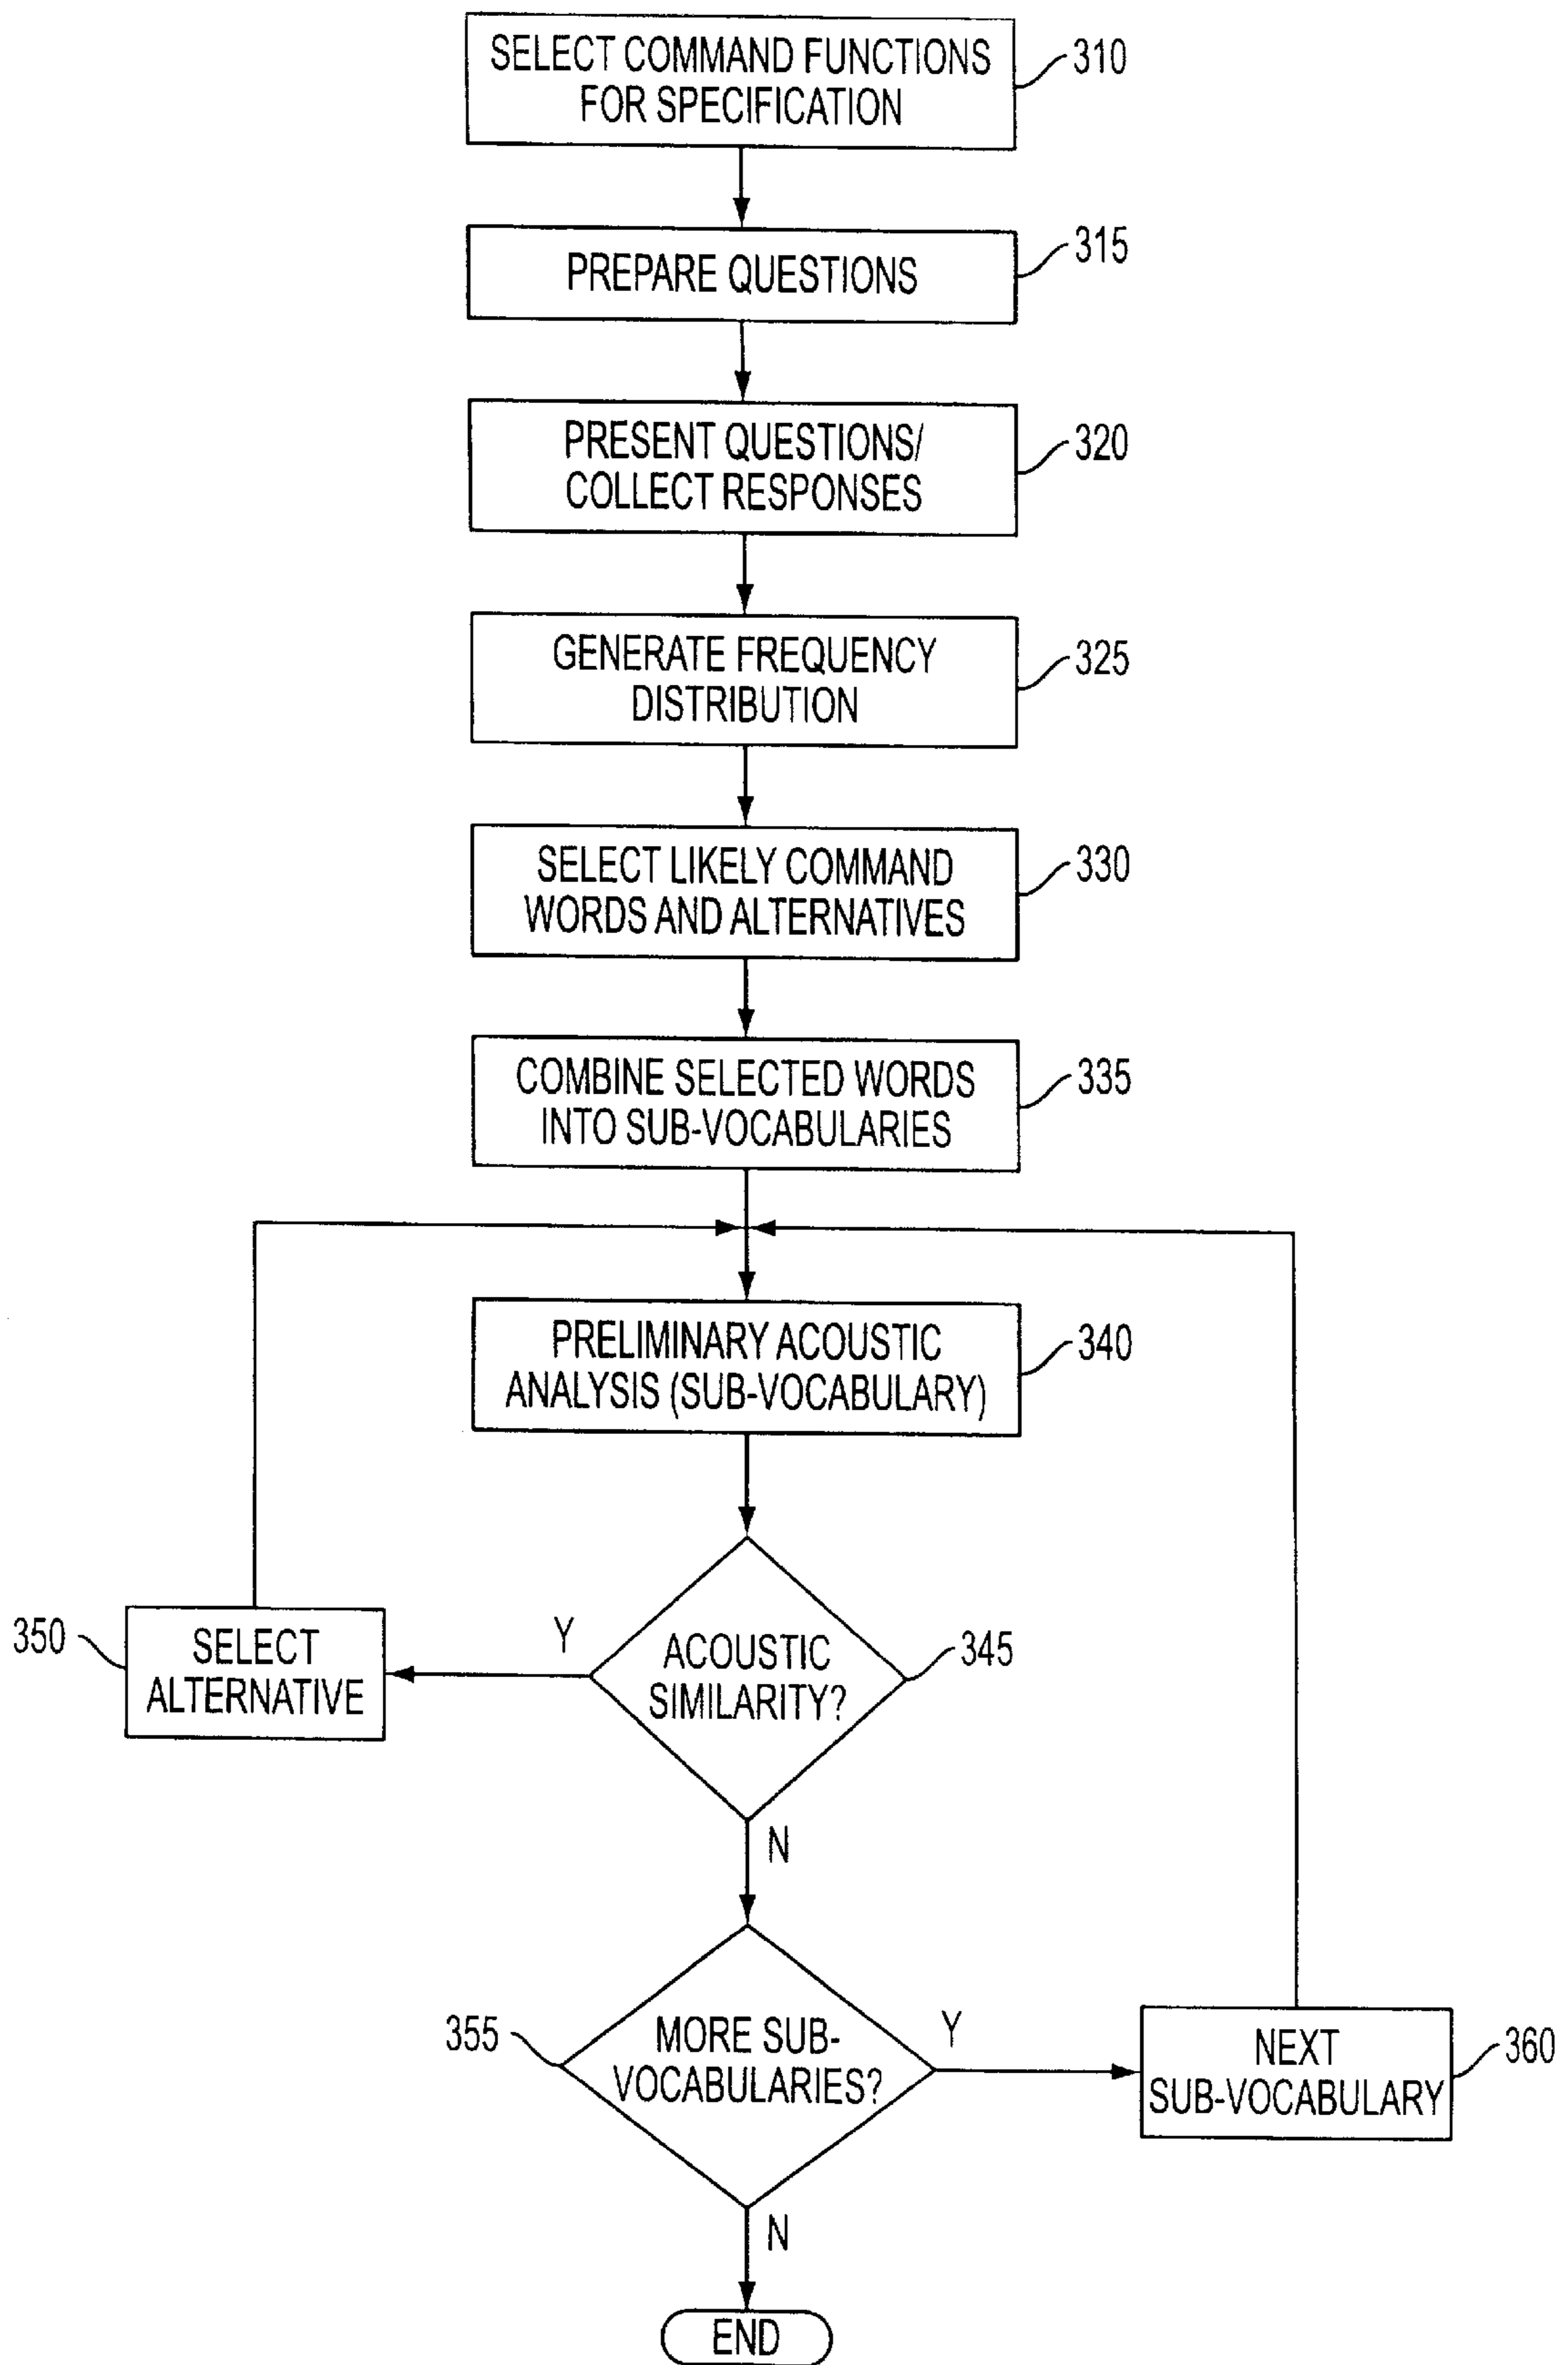 SELECT COMMAND FUNCTIONS
FOR SPECIFICATION
310
PREPARE QUESTIONS
315
PRESENT QUESTIONS/
COLLECT RESPONSES
320
GENERATE FREQUENCY
DISTRIBUTION
325
SELECT LIKELY COMMAND
WORDS AND ALTERNATIVES
330
COMBINE SELECTED WORDS
INTO SUB-VOCABULARIES
335
PRELIMINARY ACOUSTIC
ANALYSIS (SUB-VOCABULARY)
340
350
SELECT
ALTERNATIVE
Y
ACOUSTIC
SIMILARITY?
345
N
355
MORE SUB-
VOCABULARIES?
Y
NEXT
SUB-VOCABULARY
360
N
END